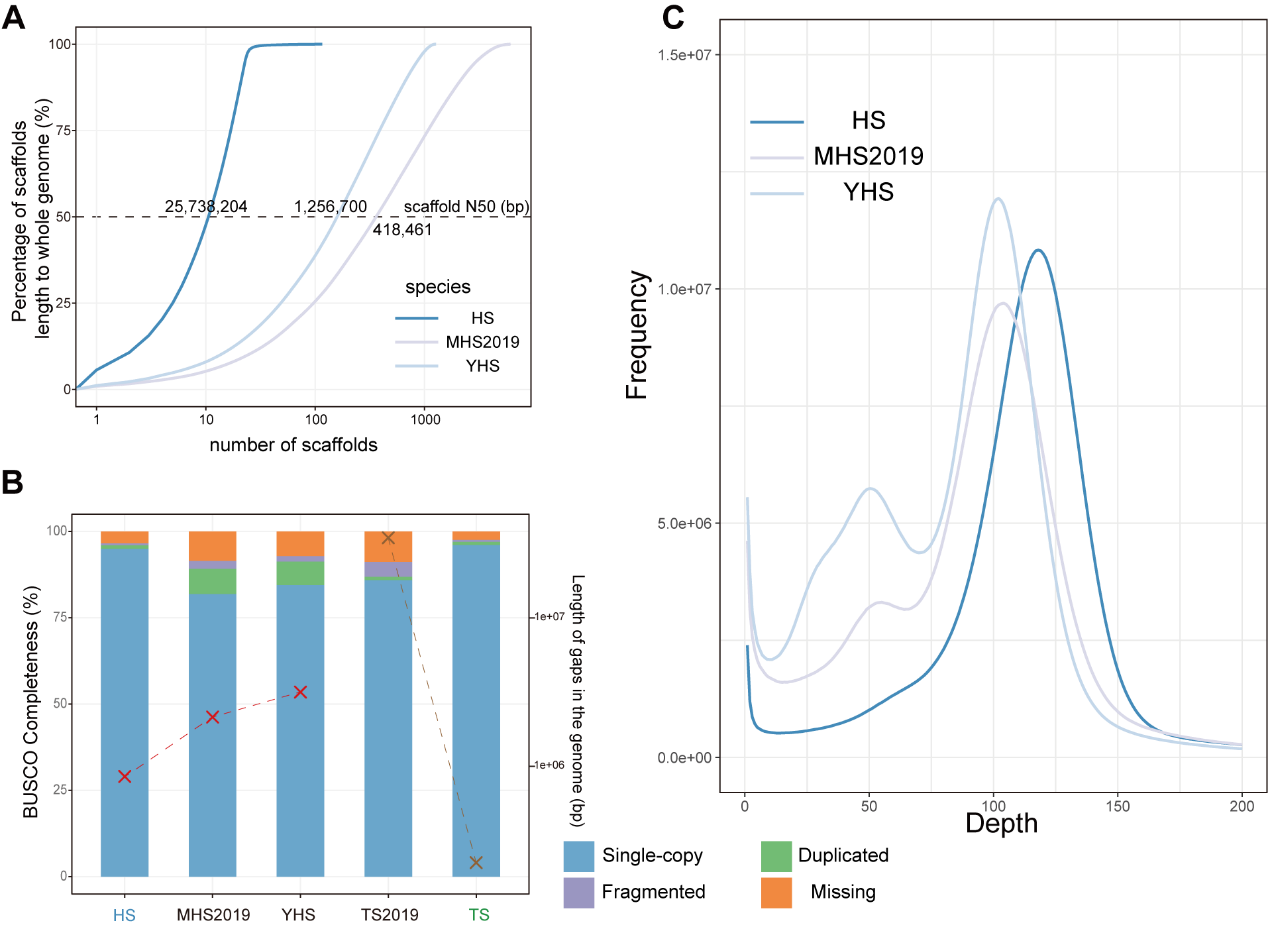 A
Percentage of scaffolds
length to whole genome (%)
100
75
50
25
0
25,738,204
1,256,700
scaffold N50 (bp)
418,461
species
HS
MHS2019
YHS
1
10
100
1000
number of scaffolds
B
BUSCO Completeness (%)
100
75
50
25
0
1e+07
1e+06
Length of gaps in the genome (bp)
HS
MHS2019
YHS
TS2019
TS
Single-copy
Duplicated
Fragmented
Missing
C
Frequency
1.5e+07
1.0e+07
5.0e+06
0.0e+00
HS
MHS2019
YHS
0
50
100
150
200
Depth